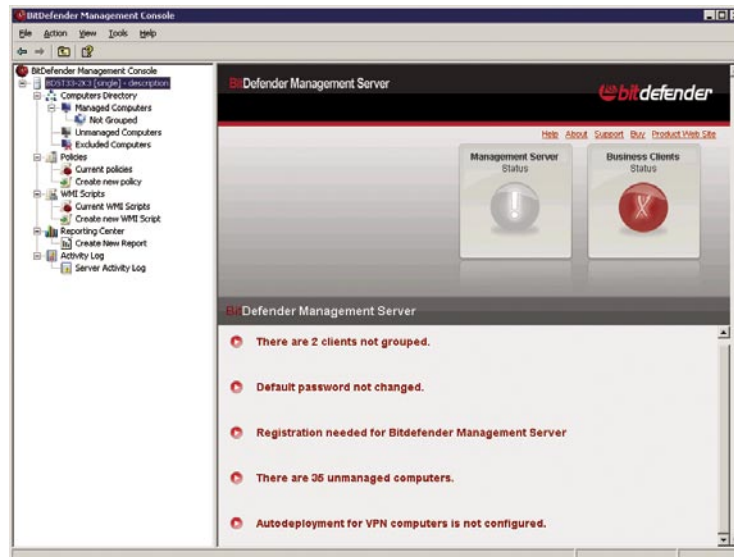 BitDefender Management Console
File Action View Tools Help
BitDefender Management Console
BDST33-2K3 [single] - description
Computers Directory
Managed Computers
Not Grouped
Unmanaged Computers
Excluded Computers
Policies
Current policies
Create new policy
WMI Scripts
Current WMI Scripts
Create new WMI Script
Reporting Center
Create New Report
Activity Log
Server Activity Log
BitDefender Management Server
bitdefender
Help About Support Buy Product Web Site
Management Server
Status
Business Clients
Status
BitDefender Management Server
There are 2 clients not grouped.
Default password not changed.
Registration needed for Bitdefender Management Server
There are 35 unmanaged computers.
Autodeployment for VPN computers is not configured.